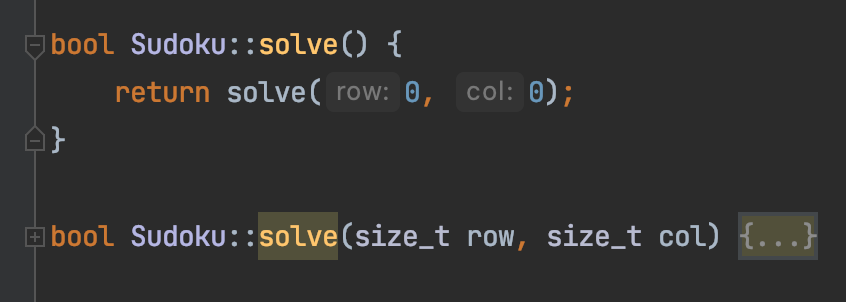 bool Sudoku::solve() {
return solve(row: 0, col: 0);
}
bool Sudoku::solve(size_t row, size_t col) {...}